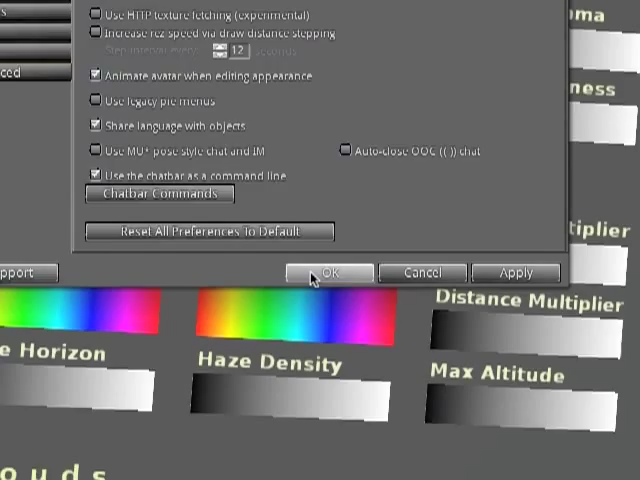 Use HTTP texture fetching (experimental)
Increase rez speed via draw distance stepping
Step interval every: 12 seconds
ced
Animate avatar when editing appearance
Use legacy pie menus
Share language with objects
Use MU* pose style chat and IM
Auto-close OOC (( )) chat
Use the chatbar as a command line
Chatbar Commands
Reset All Preferences To Default
pport
OK
Cancel
Apply
ma
ness
tiplier
Distance Multiplier
e Horizon
Haze Density
Max Altitude
o u d s